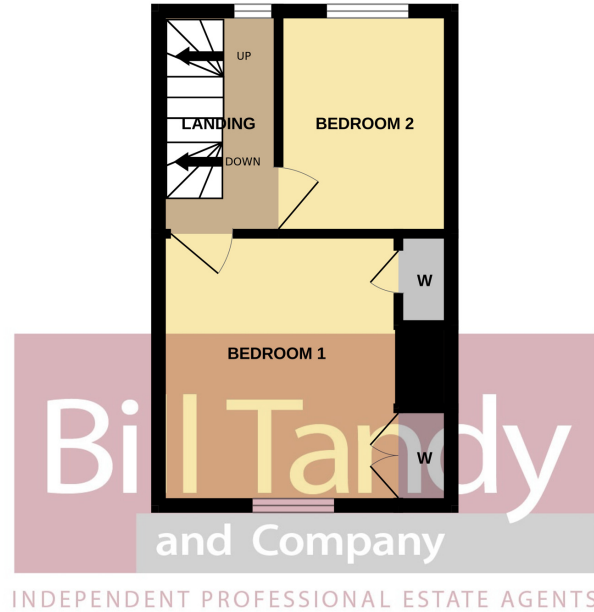 UP
LANDING
BEDROOM 2
DOWN
W
BEDROOM 1
W
Bill Tandy
and Company
INDEPENDENT PROFESSIONAL ESTATE AGENTS